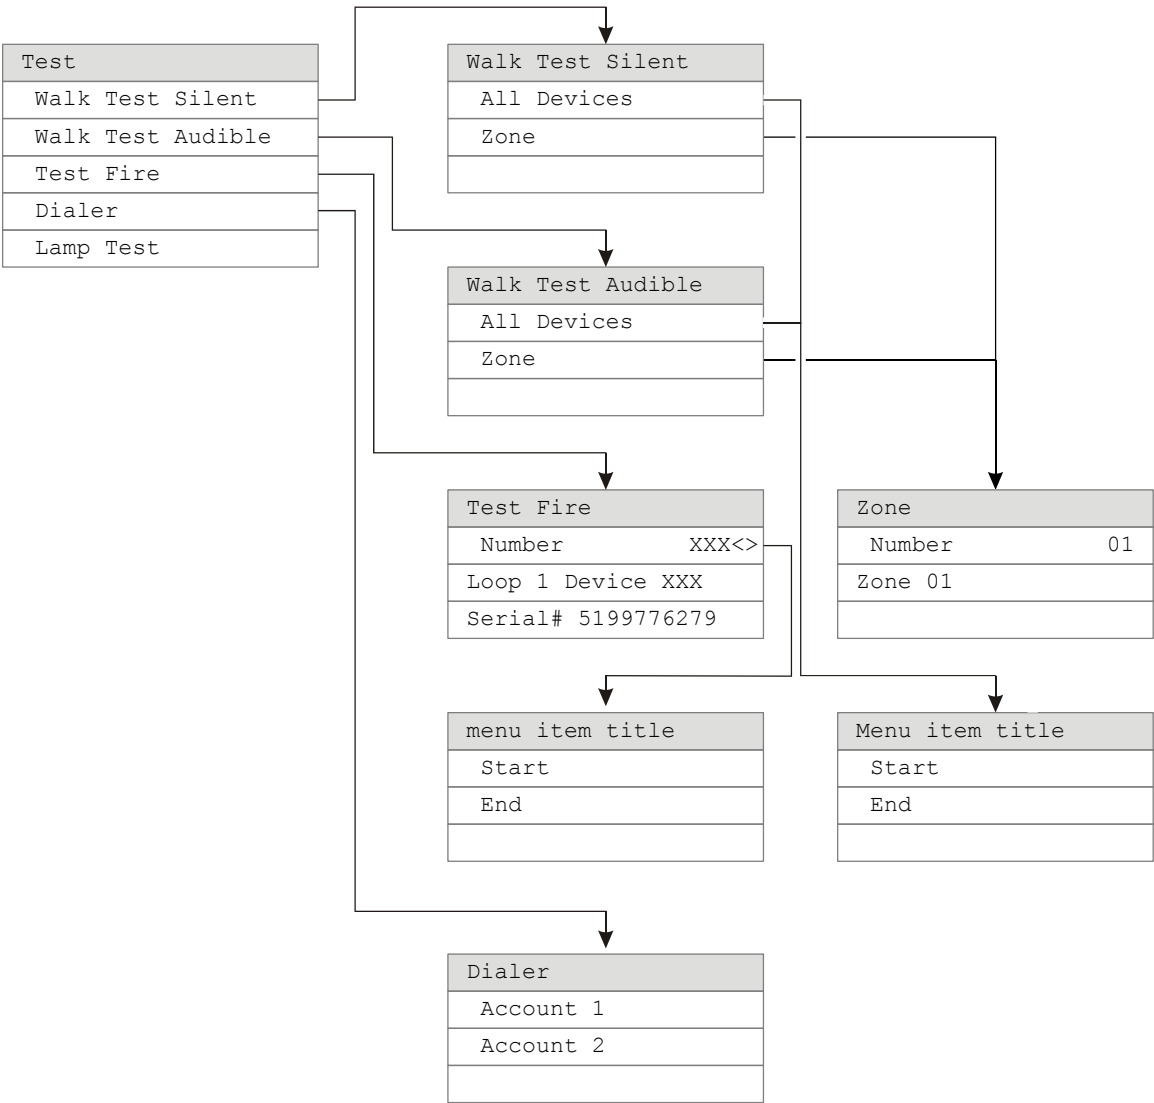 Test
Walk Test Silent
Walk Test Audible
Test Fire
Dialer
Lamp Test
Walk Test Silent
All Devices
Zone
Walk Test Audible
All Devices
Zone
Test Fire
Number XXX<>
Loop 1 Device XXX
Serial# 5199776279
Zone
Number 01
Zone 01
menu item title
Start
End
Menu item title
Start
End
Dialer
Account 1
Account 2